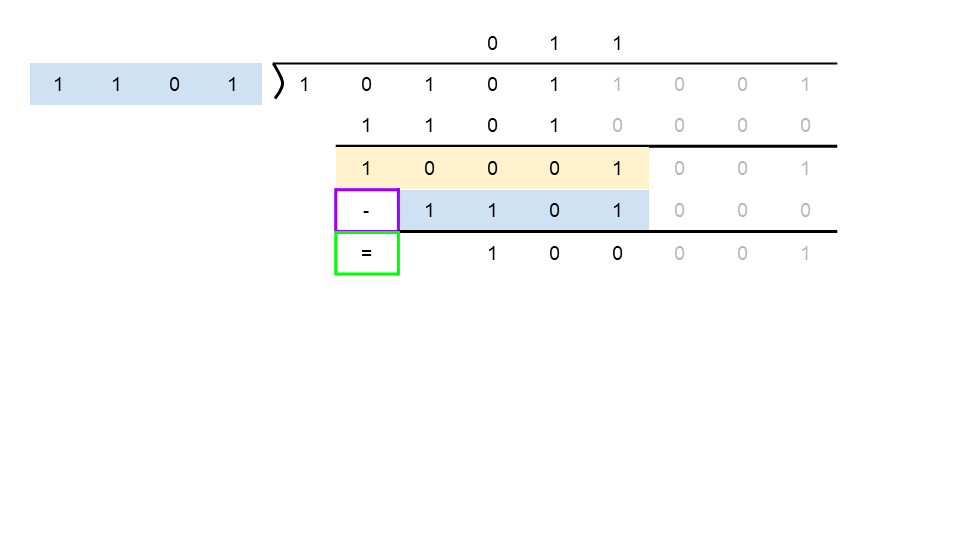 0 1 1
1 1 0 1 1 0 1 0 1 1 0 0 1
1 1 0 1 0 0 0 0
1 0 0 0 1 0 0 1
- 1 1 0 1 0 0 0
= 1 0 0 0 0 1